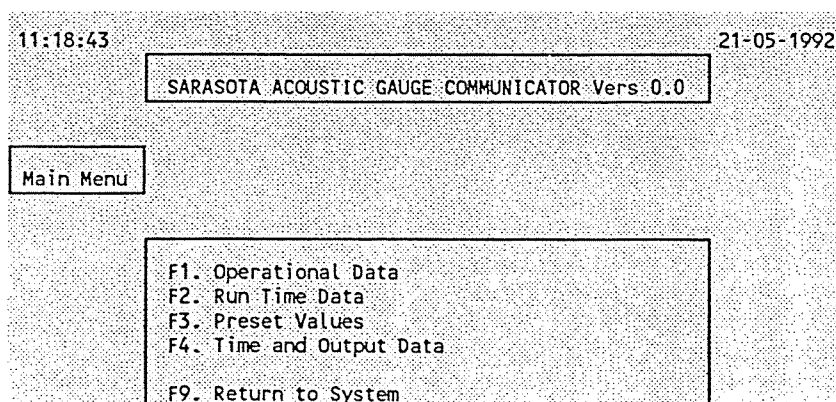 11:18:43 21-05-1992
SARASOTA ACOUSTIC GAUGE COMMUNICATOR Vers 0.0
Main Menu
F1. Operational Data
F2. Run Time Data
F3. Preset Values
F4. Time and Output Data
F9. Return to System